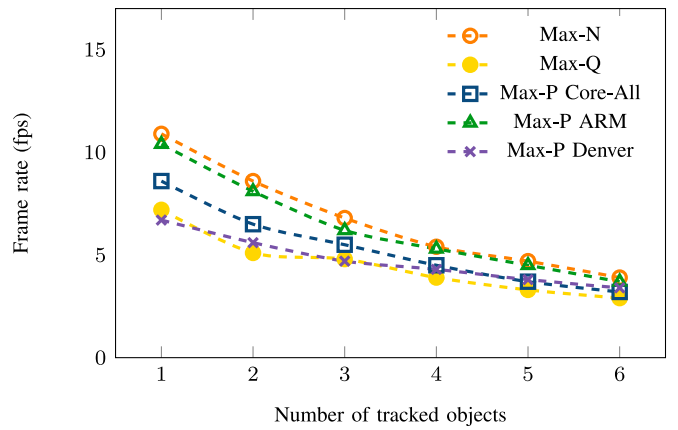 15
10
5
0
Frame rate (fps)
Max-N
Max-Q
Max-P Core-All
Max-P ARM
Max-P Denver
1 2 3 4 5 6
Number of tracked objects